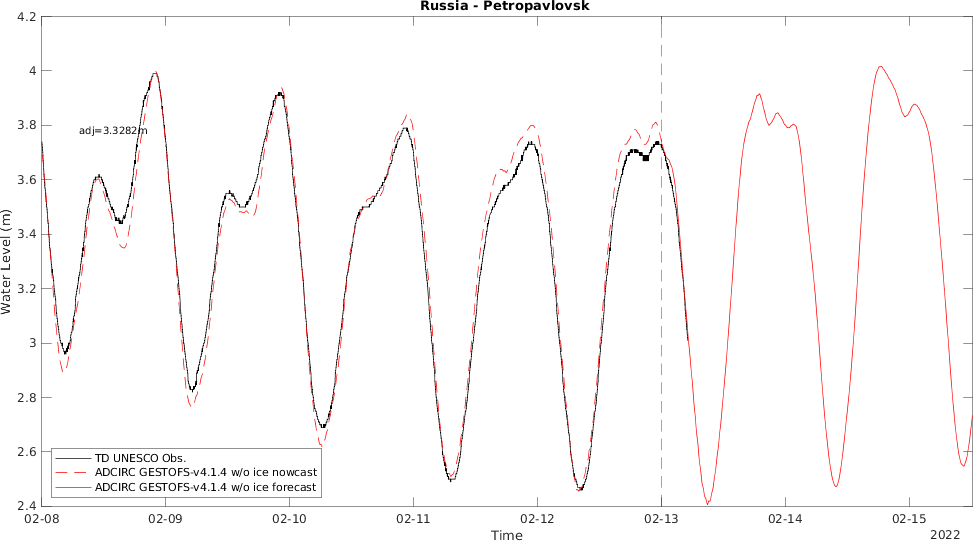 Russia - Petropavlovsk
4.2
4
3.8
3.6
3.4
3.2
3
2.8
2.6
2.4
Water Level (m)
adj=3.3282m
TD UNESCO Obs.
ADCIRC GESTOFS-v4.1.4 w/o ice nowcast
ADCIRC GESTOFS-v4.1.4 w/o ice forecast
02-08 02-09 02-10 02-11 02-12 02-13 02-14 02-15
Time
2022